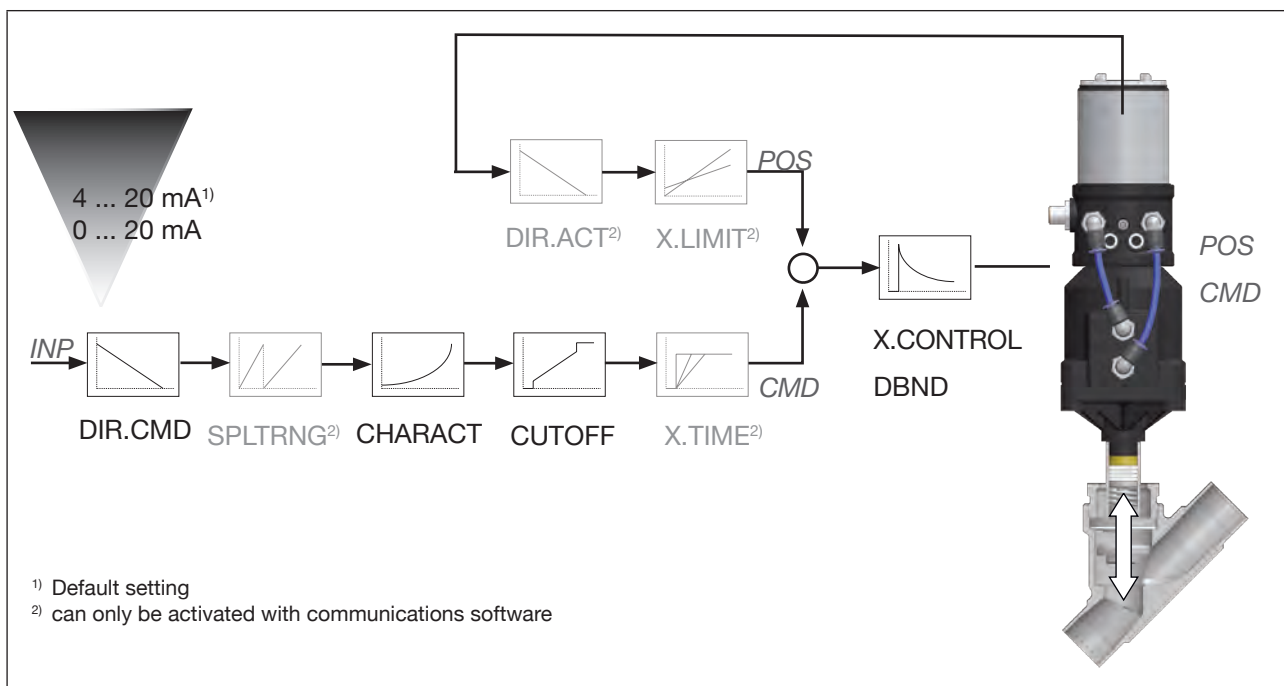 4 ... 20 mA¹⁾
0 ... 20 mA
POS
DIR.ACT²⁾
X.LIMIT²⁾
INP
DIR.CMD
SPLTRNG²⁾
CHARACT
CUTOFF
X.TIME²⁾
CMD
X.CONTROL
DBND
POS
CMD
¹⁾ Default setting
²⁾ can only be activated with communications software